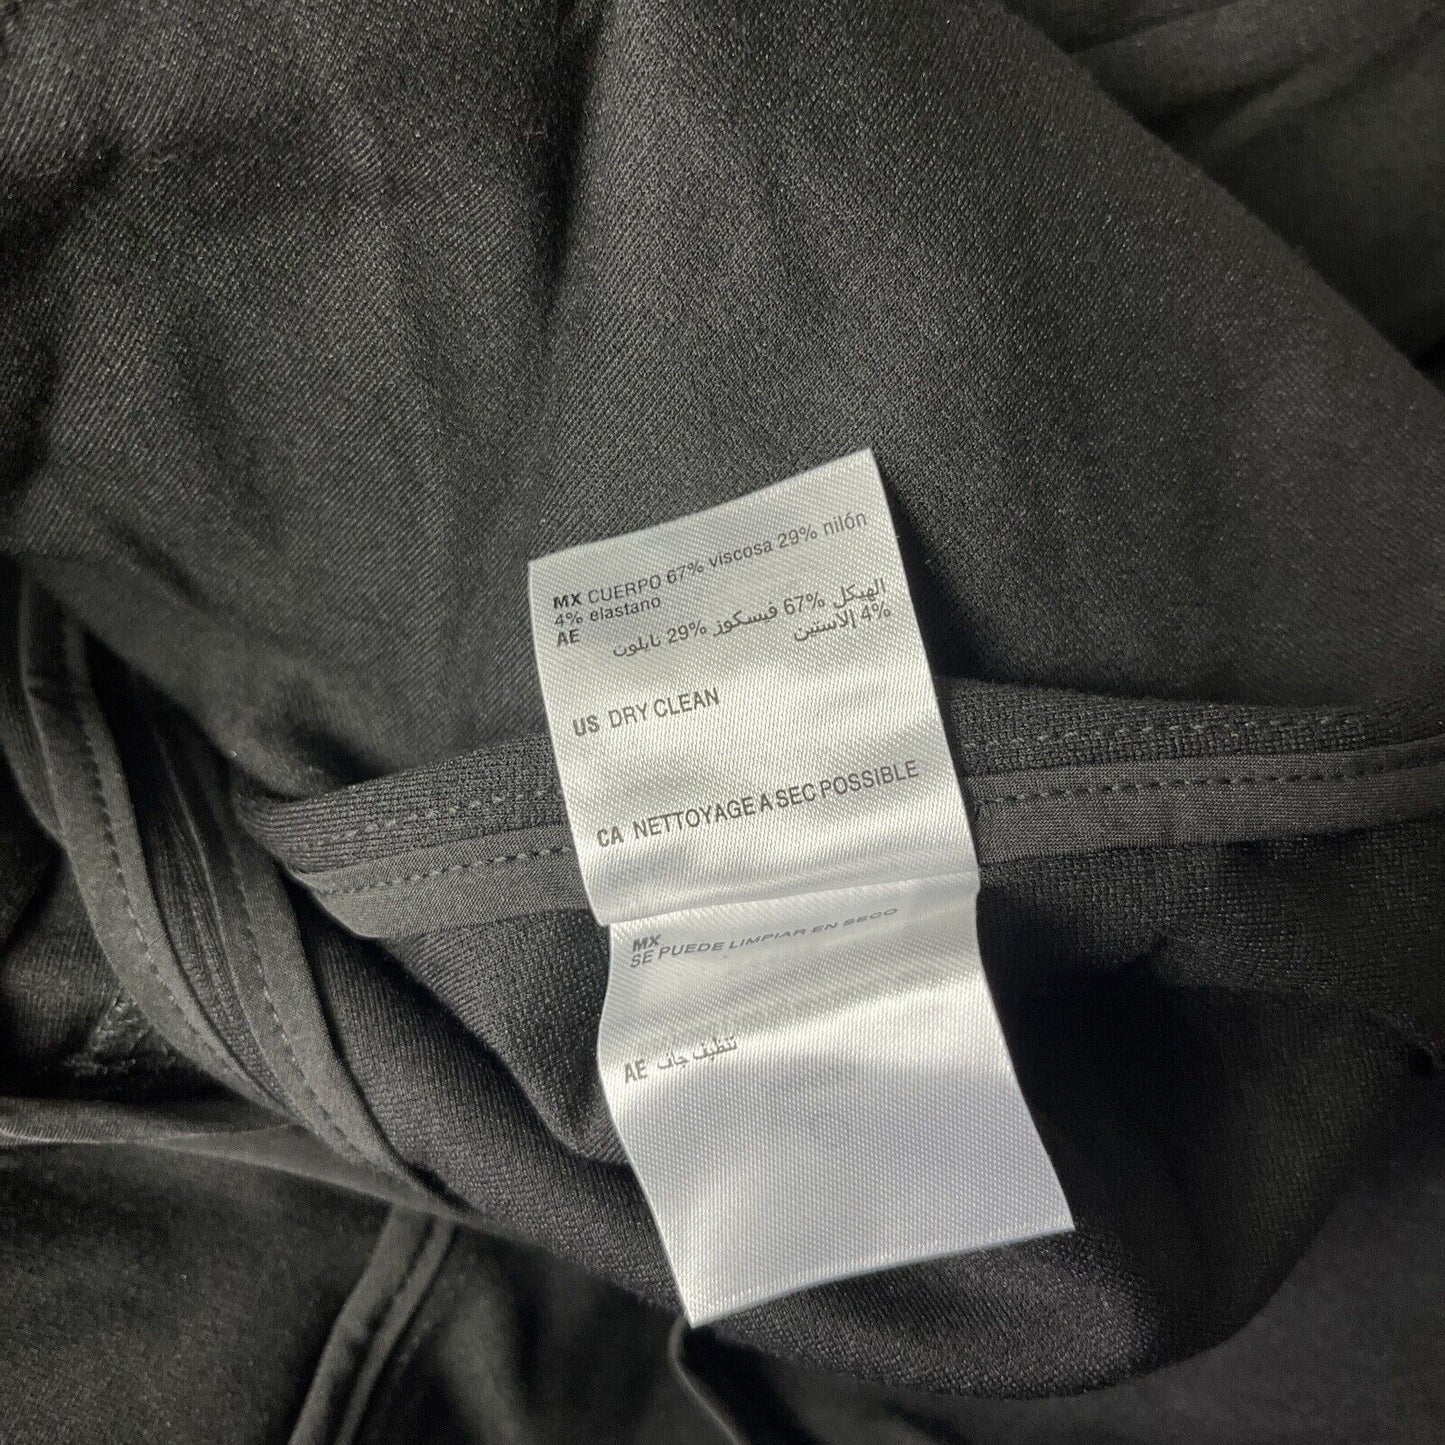 MX CUERPO 67% viscosa 29% nilón
4% elastano
AE الهيكل 67% فيسكوز 29% نايلون
4% الاستين
US DRY CLEAN
CA NETTOYAGE A SEC POSSIBLE
MX
SE PUEDE LIMPIAR EN SECO
AE تنظيف جاف